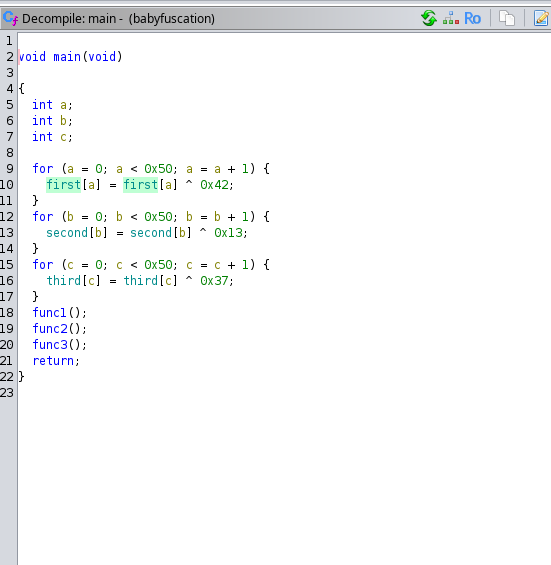 Decompile: main - (babyfuscation)
Ro
1
2 void main(void)
3
4 {
5 int a;
6 int b;
7 int c;
8
9 for (a = 0; a < 0x50; a = a + 1) {
10 first[a] = first[a] ^ 0x42;
11 }
12 for (b = 0; b < 0x50; b = b + 1) {
13 second[b] = second[b] ^ 0x13;
14 }
15 for (c = 0; c < 0x50; c = c + 1) {
16 third[c] = third[c] ^ 0x37;
17 }
18 func1();
19 func2();
20 func3();
21 return;
22 }
23